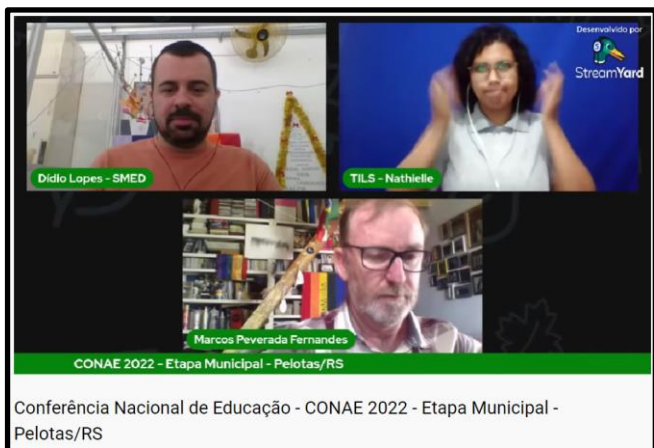 Desenvolvido por
StreamYard
Dídio Lopes - SMED
TILS - Nathielle
Marcos Peverada Fernandes
CONAE 2022 - Etapa Municipal - Pelotas/RS
Conferência Nacional de Educação - CONAE 2022 - Etapa Municipal -
Pelotas/RS